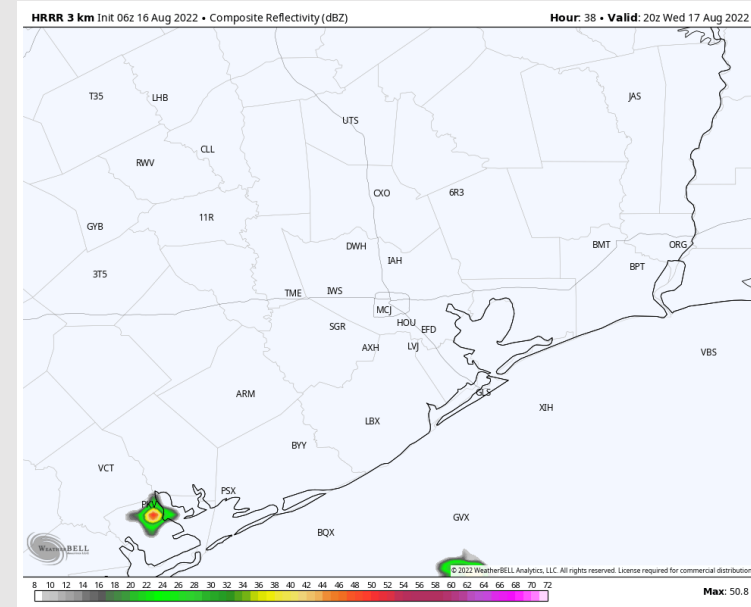 HRRR 3 km Init 06z 16 Aug 2022 • Composite Reflectivity (dBZ) Hour: 38 • Valid: 20z Wed 17 Aug 2022
T35 LHB JAS
UTS
CLL
RWV
CXO 6R3
11R
GYB
DWH BMT ORG
IAH
3T5 BPT
TME IWS
MCJ
SGR HOU EFD
AXH LVJ
VBS
ARM GLS
XIH
LBX
BYY
VCT
PSX
PKV
GVX
BQX
WeatherBELL
© 2022 WeatherBELL Analytics, LLC. All rights reserved. License required for commercial distribution
8 10 12 14 16 18 20 22 24 26 28 30 32 34 36 38 40 42 44 46 48 50 52 54 56 58 60 62 64 66 68 70 72
Max: 50.8